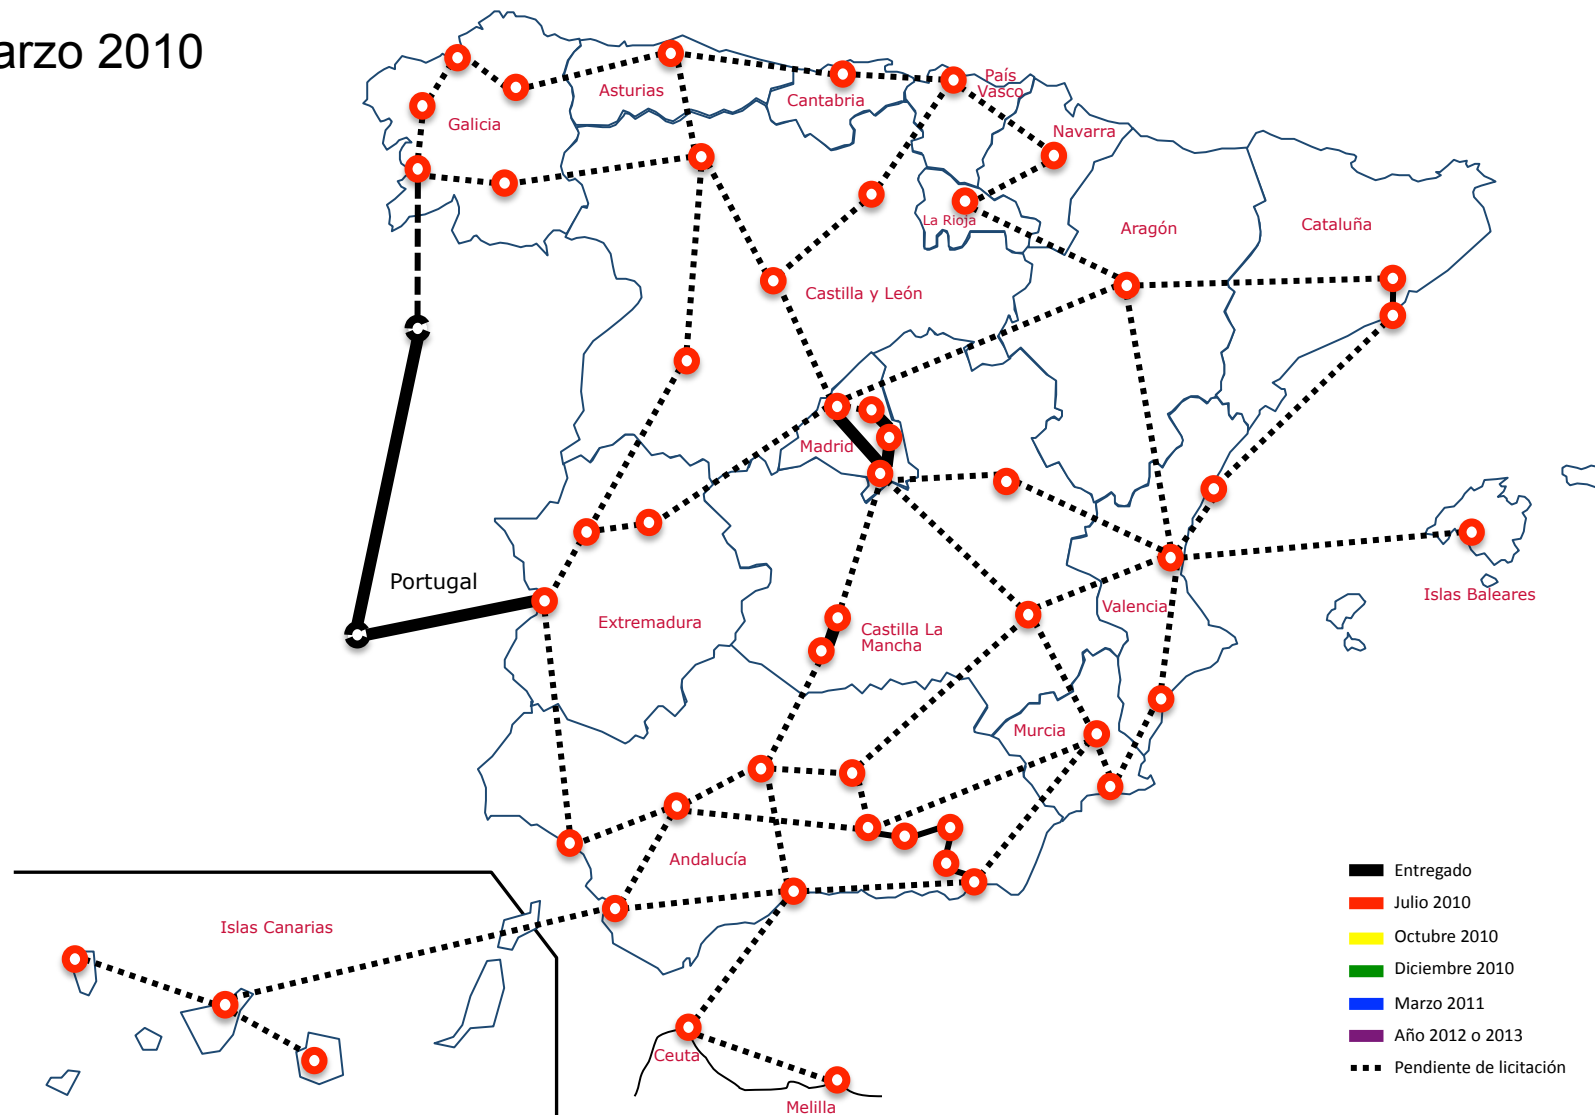 arzo 2010
País
Vasco
Asturias
Cantabria
Galicia
Navarra
La Rioja
Aragón
Cataluña
Castilla y León
Madrid
Portugal
Extremadura
Castilla La
Mancha
Valencia
Islas Baleares
Murcia
Andalucía
Islas Canarias
Ceuta
Melilla
Entregado
Julio 2010
Octubre 2010
Diciembre 2010
Marzo 2011
Año 2012 o 2013
Pendiente de licitación